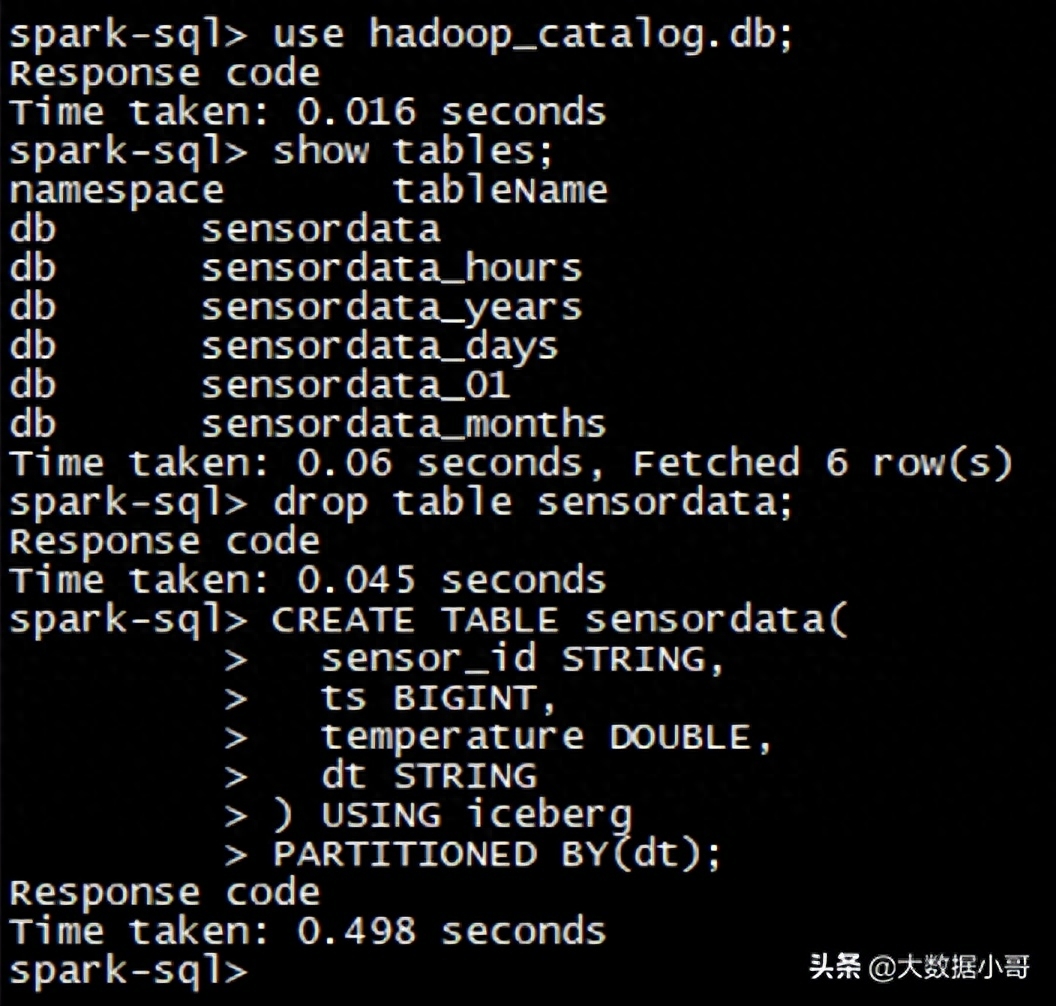 spark-sql> use hadoop_catalog.db;
Response code
Time taken: 0.016 seconds
spark-sql> show tables;
namespace       tableName
db      sensordata
db      sensordata_hours
db      sensordata_years
db      sensordata_days
db      sensordata_01
db      sensordata_months
Time taken: 0.06 seconds, Fetched 6 row(s)
spark-sql> drop table sensordata;
Response code
Time taken: 0.045 seconds
spark-sql> CREATE TABLE sensordata(
         >   sensor_id STRING,
         >   ts BIGINT,
         >   temperature DOUBLE,
         >   dt STRING
         > ) USING iceberg
         > PARTITIONED BY(dt);
Response code
Time taken: 0.498 seconds
spark-sql>
头条 @大数据小哥